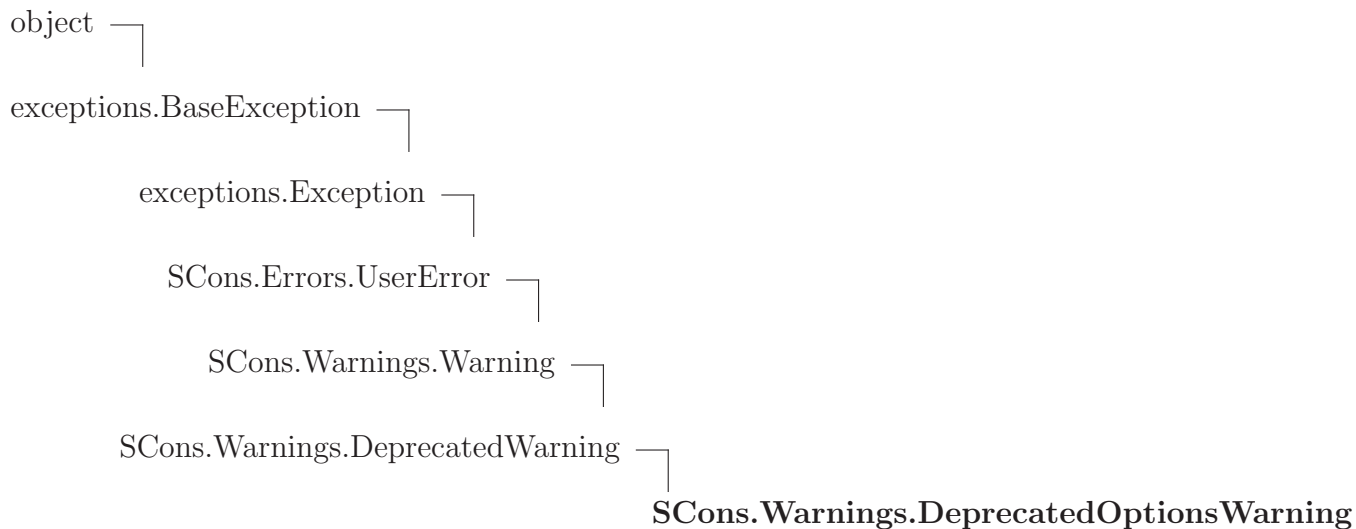 object
exceptions.BaseException
exceptions.Exception
SCons.Errors.UserError
SCons.Warnings.Warning
SCons.Warnings.DeprecatedWarning
SCons.Warnings.DeprecatedOptionsWarning